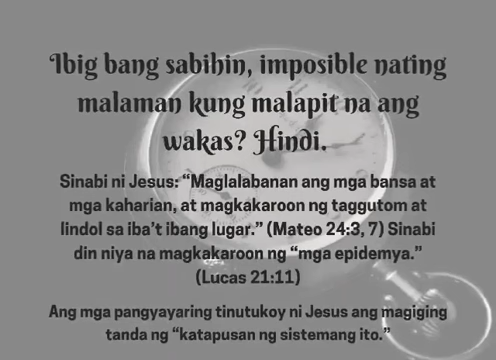 Ibig bang sabihin, imposible nating
malaman kung malapit na ang
wakas? Hindi.
Sinabi ni Jesus: “Maglalabanan ang mga bansa at
mga kaharian, at magkakaroon ng taggutom at
lindol sa iba’t ibang lugar.” (Mateo 24:3, 7) Sinabi
din niya na magkakaroon ng “mga epidemya.”
(Lucas 21:11)
Ang mga pangyayaring tinutukoy ni Jesus ang magiging
tanda ng “katapusan ng sistemang ito.”